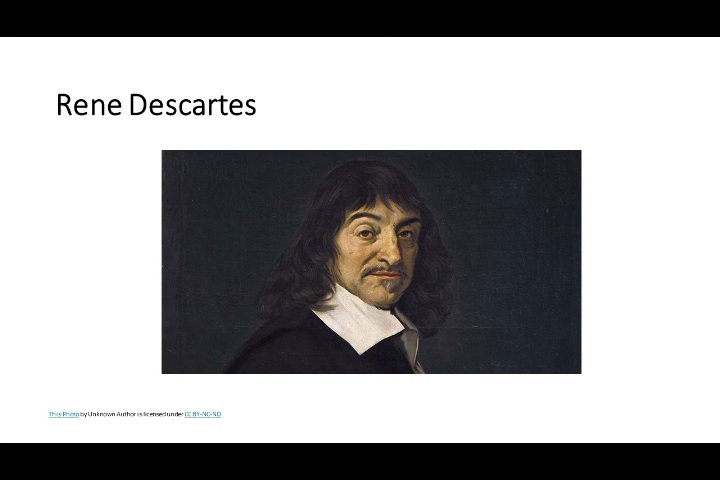 Rene Descartes
This Photo by Unknown Author is licensed under CC BY-NC-ND